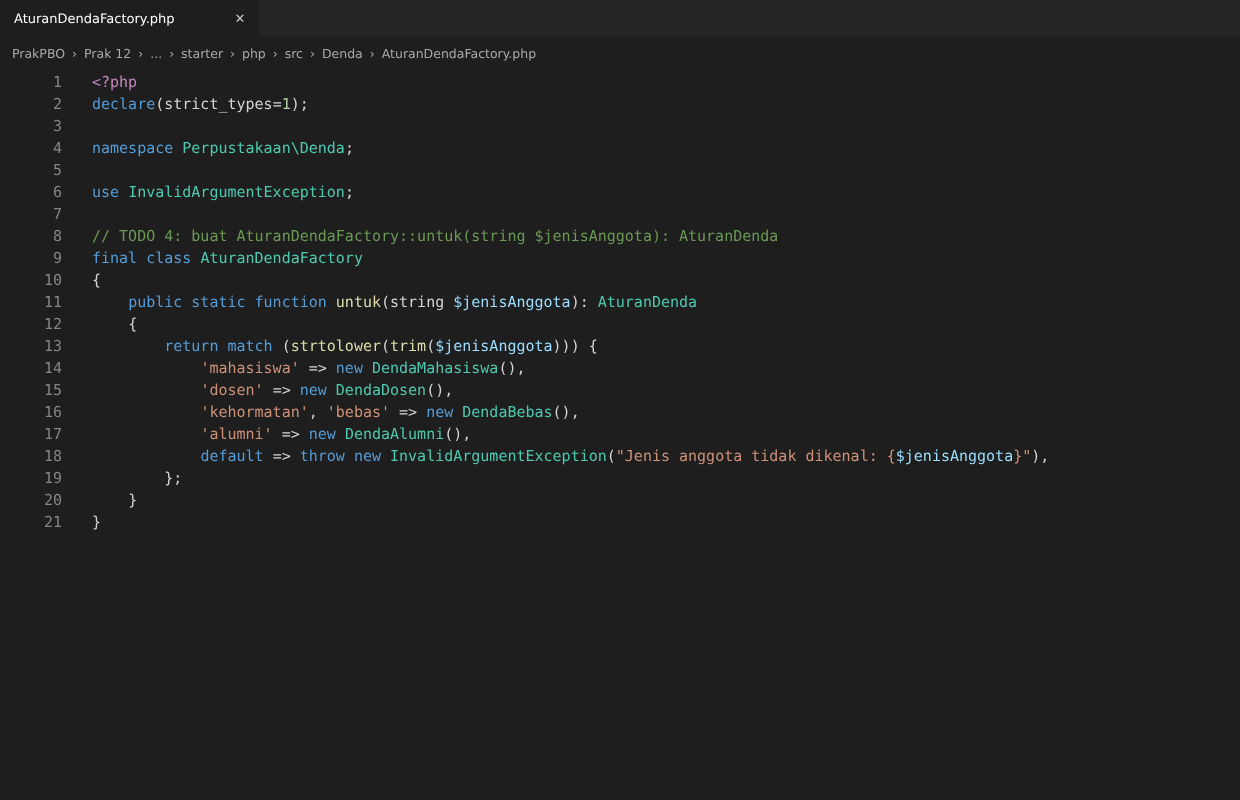 AturanDendaFactory.php ×
PrakPBO › Prak 12 › ... › starter › php › src › Denda › AturanDendaFactory.php
1 <?php
2 declare(strict_types=1);
3
4 namespace Perpustakaan\Denda;
5
6 use InvalidArgumentException;
7
8 // TODO 4: buat AturanDendaFactory::untuk(string $jenisAnggota): AturanDenda
9 final class AturanDendaFactory
10 {
11     public static function untuk(string $jenisAnggota): AturanDenda
12     {
13         return match (strtolower(trim($jenisAnggota))) {
14             'mahasiswa' => new DendaMahasiswa(),
15             'dosen' => new DendaDosen(),
16             'kehormatan', 'bebas' => new DendaBebas(),
17             'alumni' => new DendaAlumni(),
18             default => throw new InvalidArgumentException("Jenis anggota tidak dikenal: {$jenisAnggota}"),
19         };
20     }
21 }